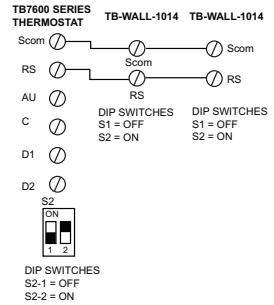 TB7600 SERIES
THERMOSTAT
TB-WALL-1014
TB-WALL-1014
Scom
Scom
Scom
RS
RS
RS
AU
C
D1
D2
DIP SWITCHES
S1 = OFF
S2 = ON
DIP SWITCHES
S1 = OFF
S2 = ON
S2
ON
1 2
DIP SWITCHES
S2-1 = OFF
S2-2 = ON